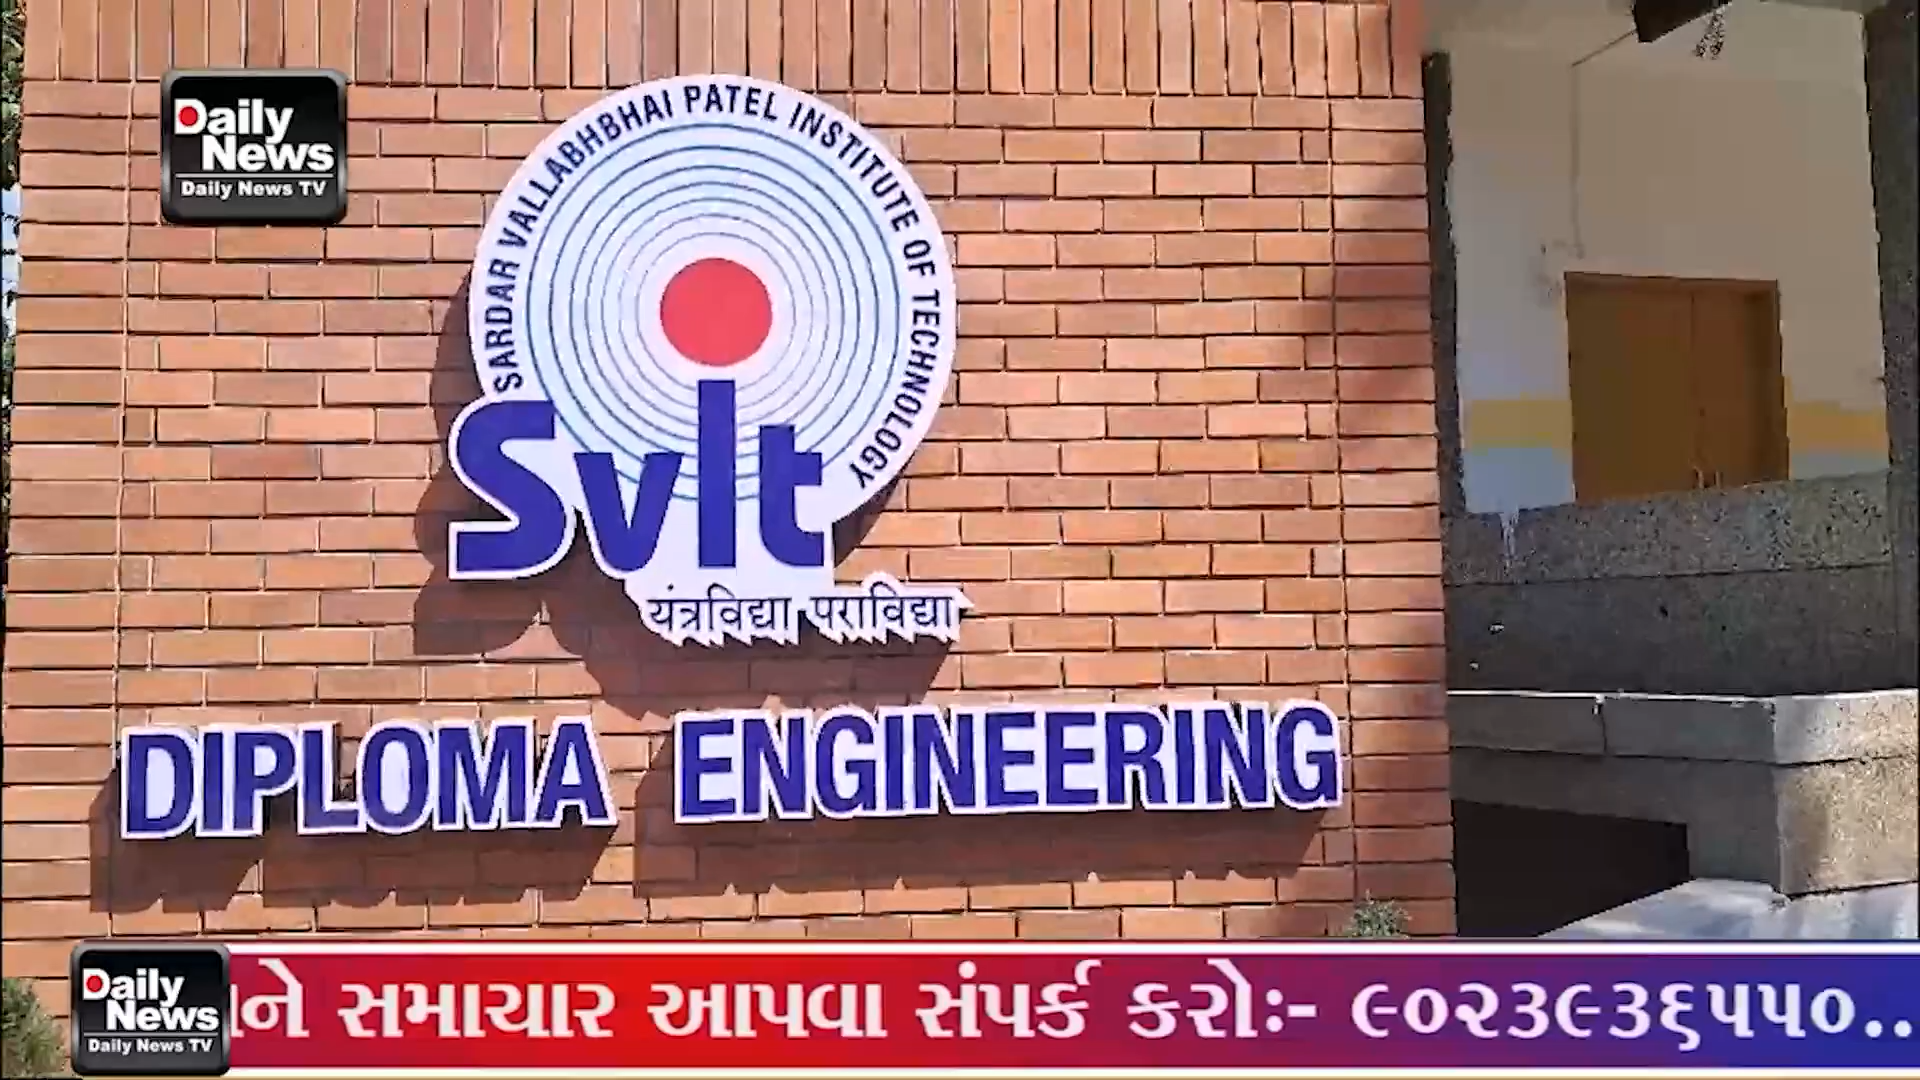 Daily
News
Daily News TV
SARDAR VALLABHBHAI PATEL INSTITUTE OF TECHNOLOGY
SVIt
यंत्रविद्या पराविद्या
DIPLOMA ENGINEERING
Daily
News
Daily News TV
સમાચાર આપવા સંપર્ક કરોઃ- ૯૦૨૩૯૩૬૫૫૦..